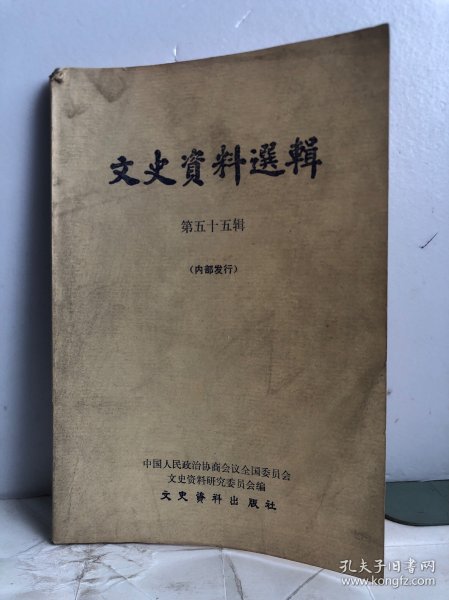 文史資料選輯
第五十五辑
（内部发行）
中国人民政治协商会议全国委员会
文史资料研究委员会编
文史资料出版社
孔夫子旧书网
www.kongfz.com